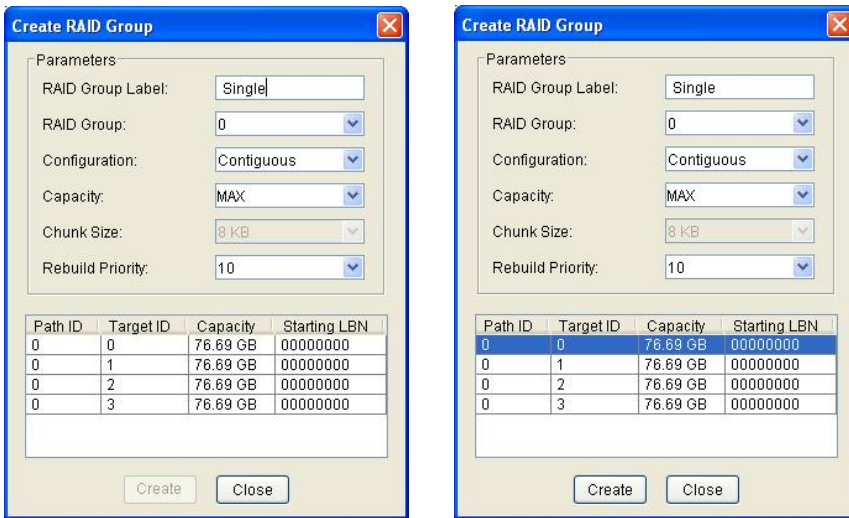 Create RAID Group
Parameters
RAID Group Label: Single
RAID Group: 0
Configuration: Contiguous
Capacity: MAX
Chunk Size: 8 KB
Rebuild Priority: 10
Path ID Target ID Capacity Starting LBN
0 0 76.69 GB 00000000
0 1 76.69 GB 00000000
0 2 76.69 GB 00000000
0 3 76.69 GB 00000000
Create Close
Create RAID Group
Parameters
RAID Group Label: Single
RAID Group: 0
Configuration: Contiguous
Capacity: MAX
Chunk Size: 8 KB
Rebuild Priority: 10
Path ID Target ID Capacity Starting LBN
0 0 76.69 GB 00000000
0 1 76.69 GB 00000000
0 2 76.69 GB 00000000
0 3 76.69 GB 00000000
Create Close